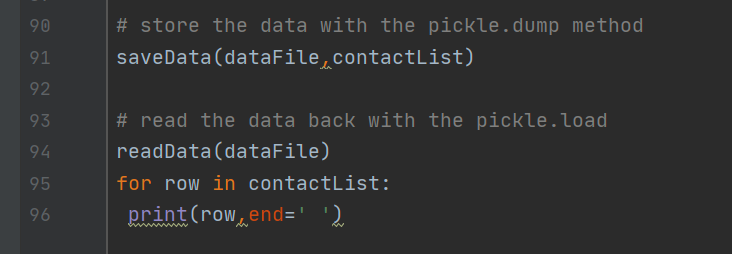 90 # store the data with the pickle.dump method
91 saveData(dataFile,contactList)
92
93 # read the data back with the pickle.load
94 readData(dataFile)
95 for row in contactList:
96  print(row,end=' ')